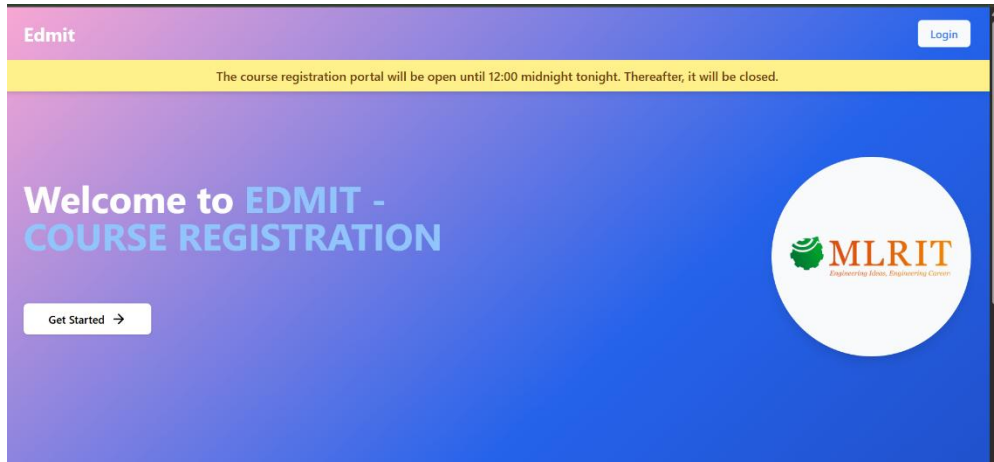 Edmit
Login
The course registration portal will be open until 12:00 midnight tonight. Thereafter, it will be closed.
Welcome to EDMIT -
COURSE REGISTRATION
MLRIT
Engineering Ideas, Engineering Careers
Get Started →